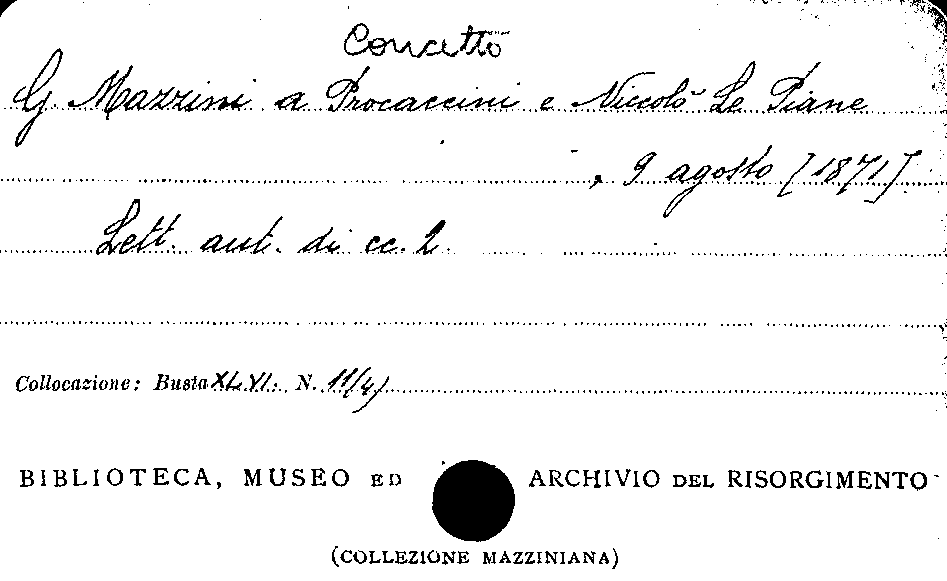 Concetto
G. Mazzini a Procaccini e Niccolò Le Piane
, 9 agosto [1871]
Lett. aut. di cc. 2.
Collocazione: Busta XLVI. N. 11(4)
BIBLIOTECA, MUSEO ED ARCHIVIO DEL RISORGIMENTO
(COLLEZIONE MAZZINIANA)